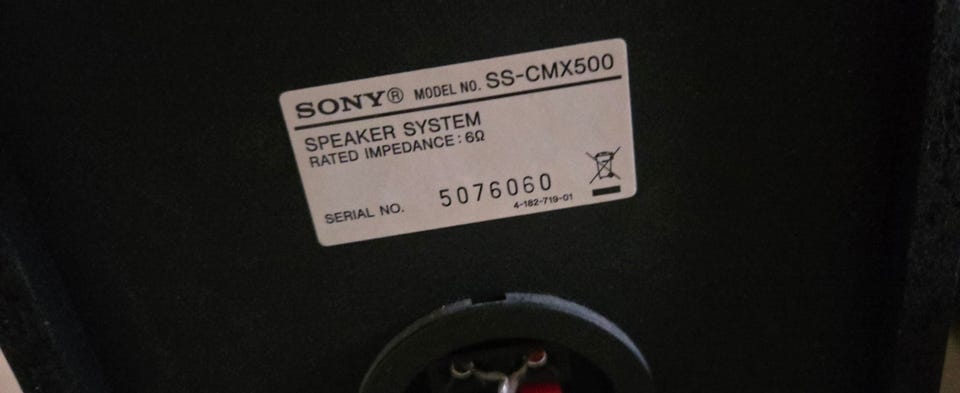 SONY® MODEL NO. SS-CMX500
SPEAKER SYSTEM
RATED IMPEDANCE : 6Ω
SERIAL NO. 5076060
4-182-719-01